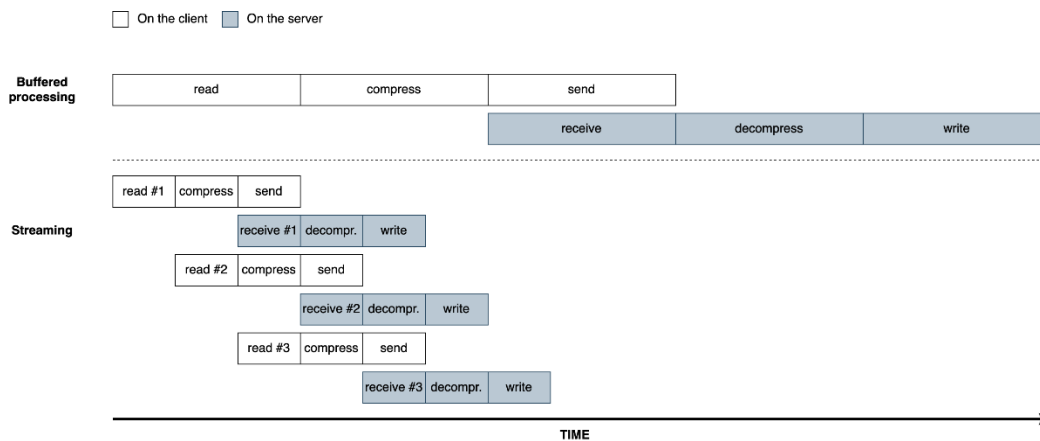 On the client On the server
Buffered
processing
read compress send
receive decompress write
read #1 compress send
Streaming
receive #1 decompr. write
read #2 compress send
receive #2 decompr. write
read #3 compress send
receive #3 decompr. write
TIME